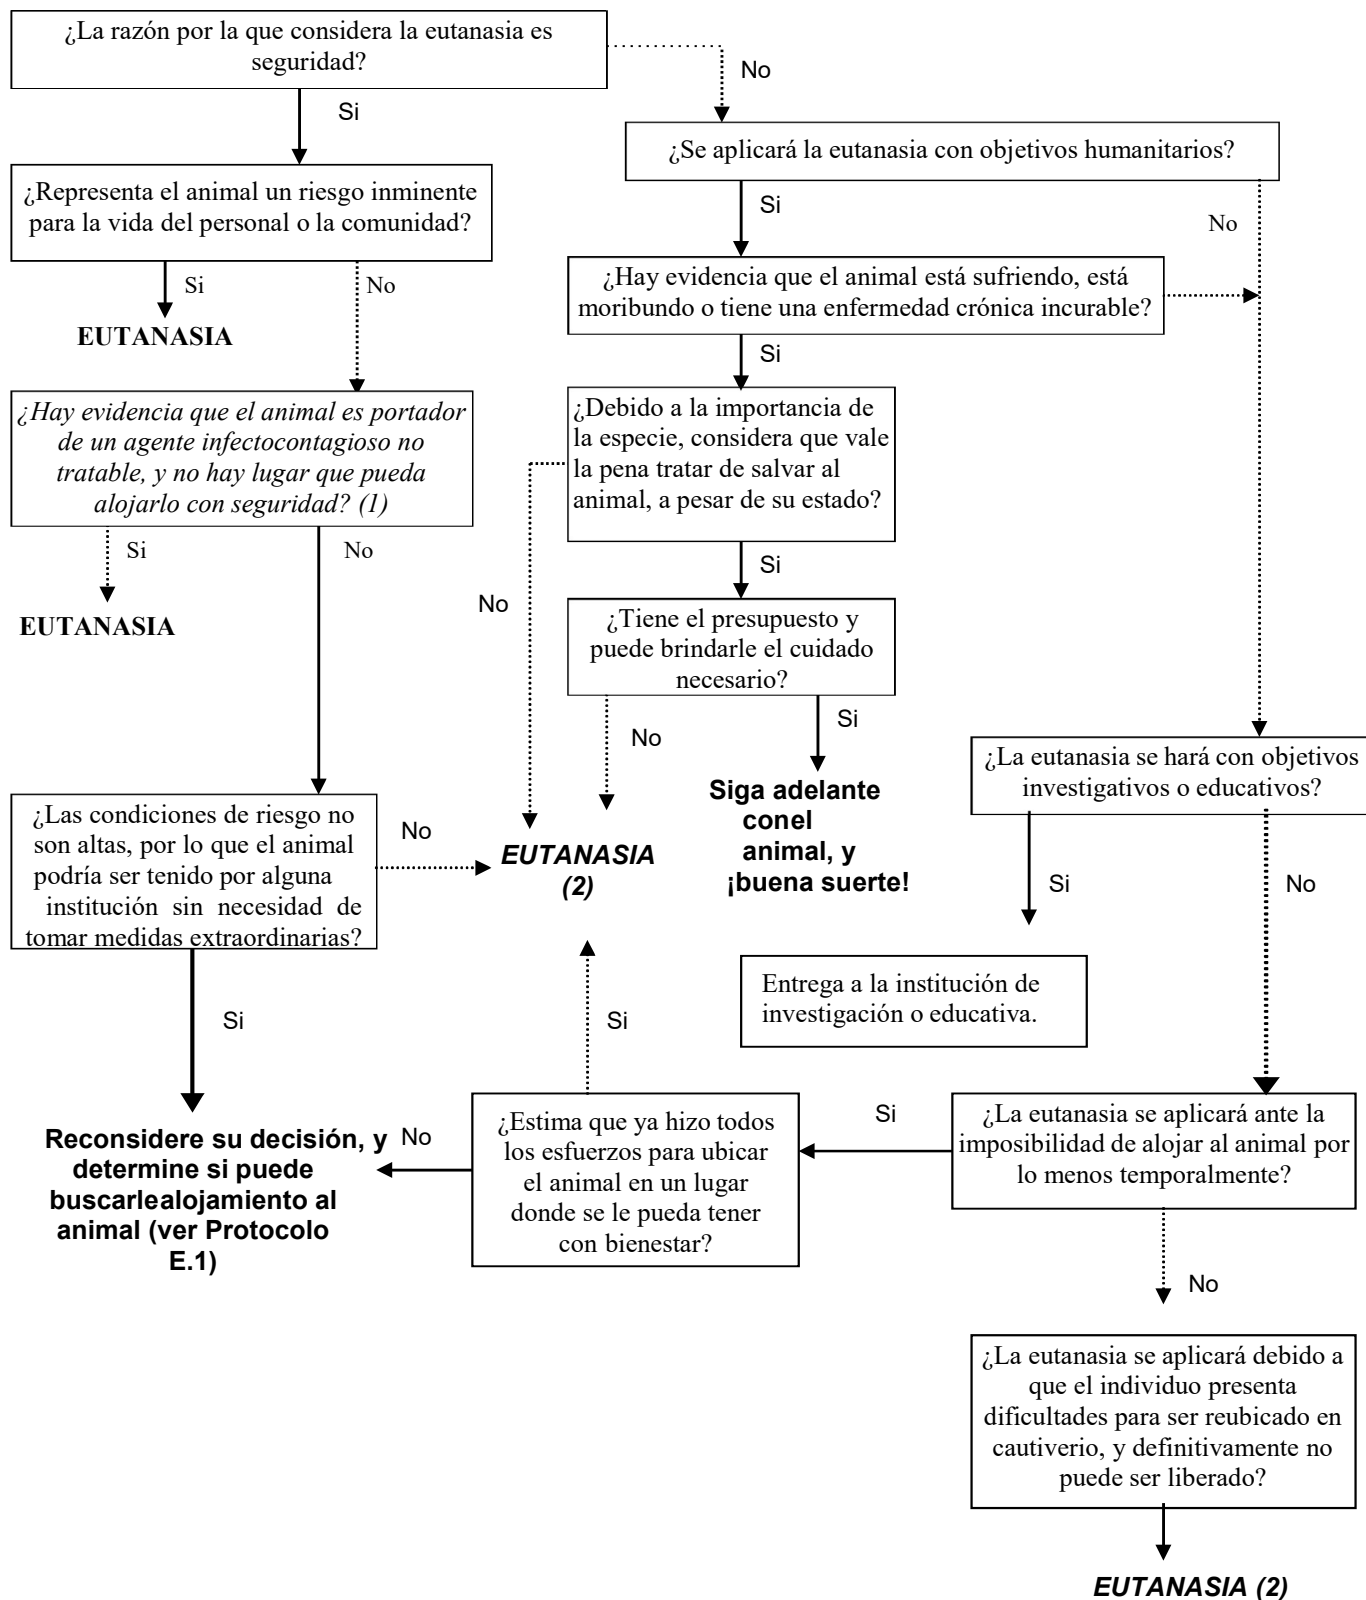 ¿La razón por la que considera la eutanasia es
seguridad?
No
Si
¿Se aplicará la eutanasia con objetivos humanitarios?
¿Representa el animal un riesgo inminente
para la vida del personal o la comunidad?
Si
No
Si
No
¿Hay evidencia que el animal está sufriendo, está
moribundo o tiene una enfermedad crónica incurable?
EUTANASIA
Si
¿Hay evidencia que el animal es portador
de un agente infectocontagioso no
tratable, y no hay lugar que pueda
alojarlo con seguridad? (1)
¿Debido a la importancia de
la especie, considera que vale
la pena tratar de salvar al
animal, a pesar de su estado?
Si
No
Si
No
EUTANASIA
¿Tiene el presupuesto y
puede brindarle el cuidado
necesario?
Si
No
¿La eutanasia se hará con objetivos
investigativos o educativos?
Siga adelante
conel
animal, y
¡buena suerte!
¿Las condiciones de riesgo no
son altas, por lo que el animal
podría ser tenido por alguna
institución sin necesidad de
tomar medidas extraordinarias?
No
EUTANASIA
(2)
Si
No
Entrega a la institución de
investigación o educativa.
Si
Si
¿Estima que ya hizo todos
los esfuerzos para ubicar
el animal en un lugar
donde se le pueda tener
con bienestar?
Si
¿La eutanasia se aplicará ante la
imposibilidad de alojar al animal por
lo menos temporalmente?
Reconsidere su decisión, y
determine si puede
buscarlealojamiento al
animal (ver Protocolo
E.1)
No
No
¿La eutanasia se aplicará debido a
que el individuo presenta
dificultades para ser reubicado en
cautiverio, y definitivamente no
puede ser liberado?
EUTANASIA (2)